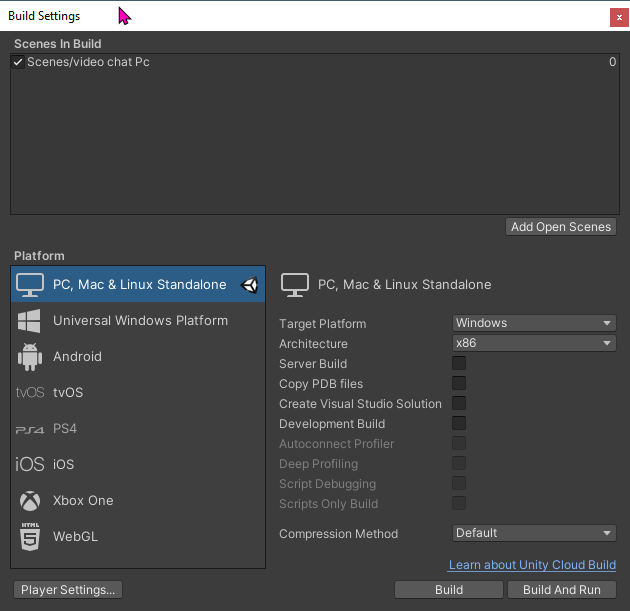 Build Settings
x
Scenes In Build
Scenes/video chat Pc 0
Add Open Scenes
Platform
PC, Mac & Linux Standalone
Universal Windows Platform
Android
tvOS tvOS
PS4 PS4
iOS iOS
Xbox One
HTML 5 WebGL
PC, Mac & Linux Standalone
Target Platform Windows
Architecture x86
Server Build
Copy PDB files
Create Visual Studio Solution
Development Build
Autoconnect Profiler
Deep Profiling
Script Debugging
Scripts Only Build
Compression Method Default
Learn about Unity Cloud Build
Player Settings... Build Build And Run